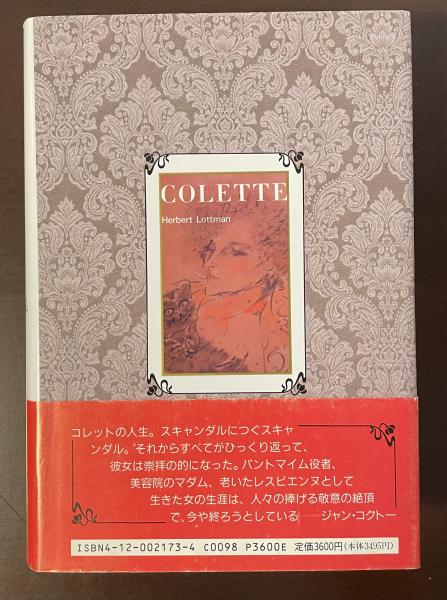 COLETTE
Herbert Lottman
コレットの人生。スキャンダルにつぐスキャ
ンダル。それからすべてがひっくり返って、
彼女は崇拝の的になった。パントマイム役者、
美容院のマダム、老いたレスビエンヌとして
生きた女の生涯は、人々の捧げる敬意の絶頂
で、今や終ろうとしている——ジャン・コクトー
ISBN4-12-002173-4 C0098 P3600E 定価3600円(本体3495円)